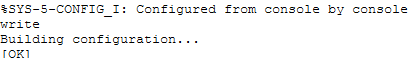 %SYS-5-CONFIG_I: Configured from console by console
write
Building configuration...
[OK]